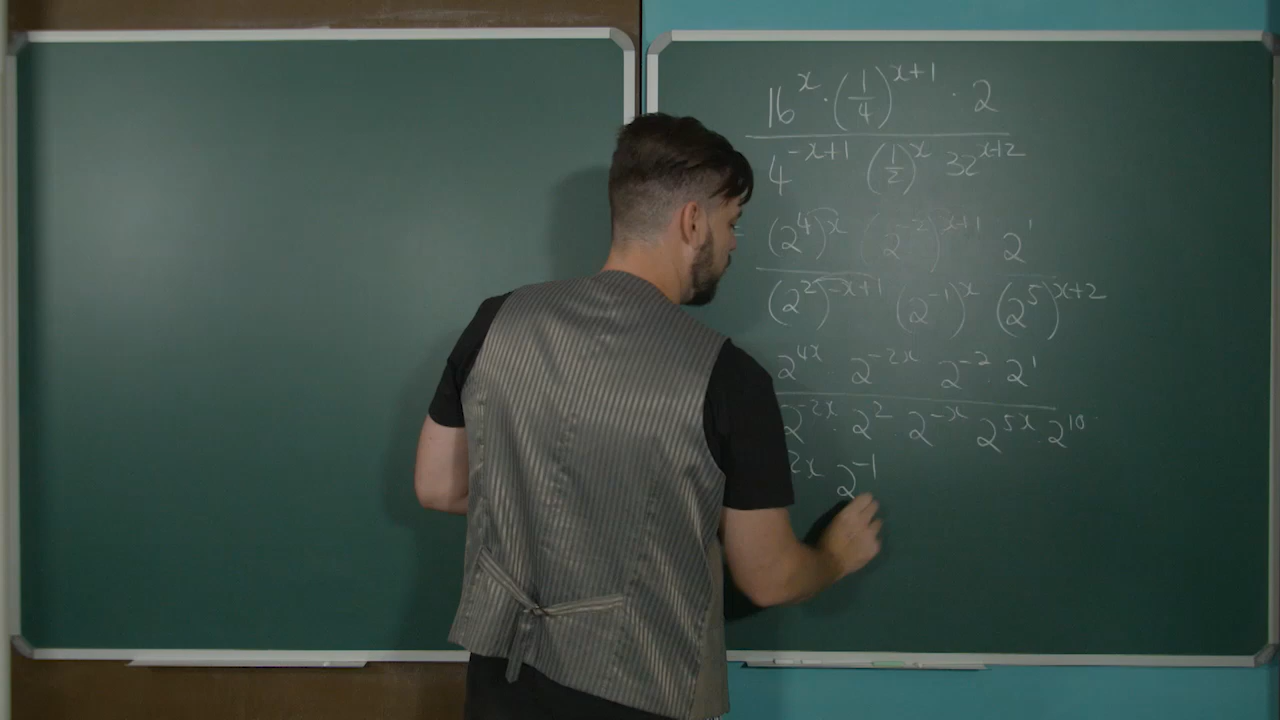 16^x · (1/4)^(x+1) · 2
4^(-x+1) (1/2)^x 32^(x+2)
(2^4)^x (2^-2)^(x+1) 2^1
(2^2)^(-x+1) (2^-1)^x (2^5)^(x+2)
2^4x · 2^-2x 2^-2 · 2^1
2^-2x · 2^2 · 2^-x 2^5x · 2^10
2x 2^-1